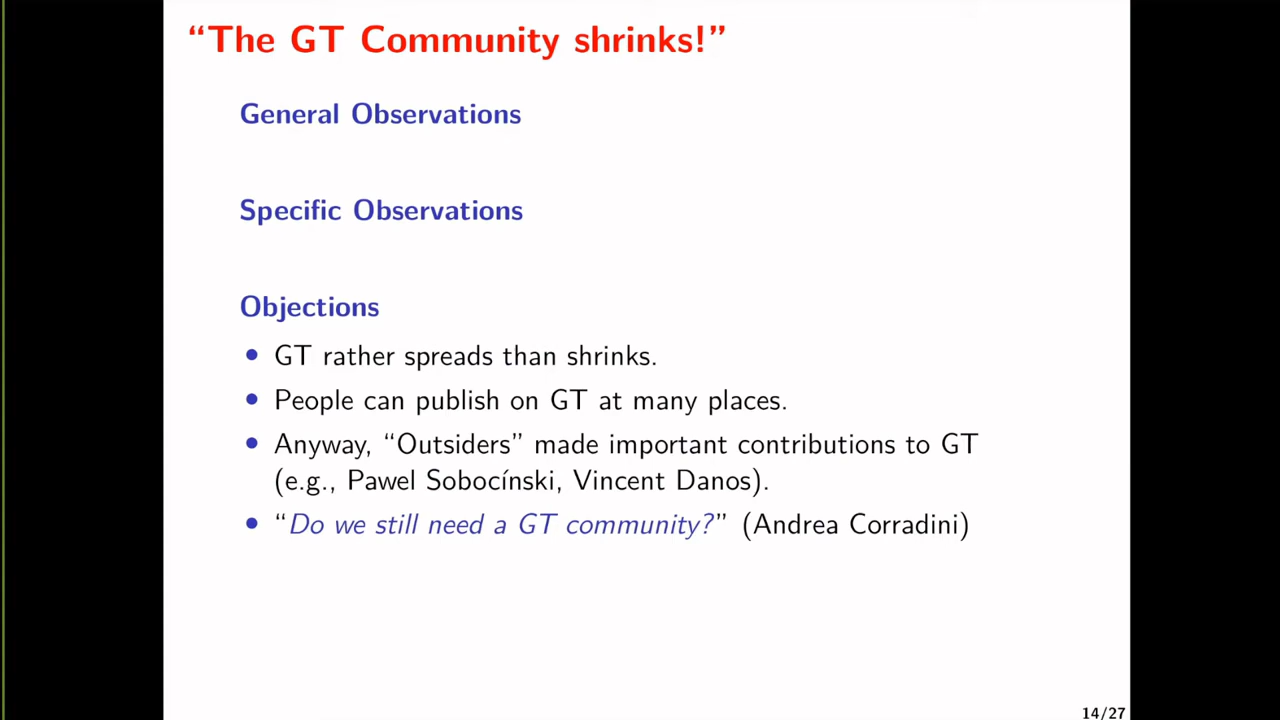 “The GT Community shrinks!”
General Observations
Specific Observations
Objections
• GT rather spreads than shrinks.
• People can publish on GT at many places.
• Anyway, “Outsiders” made important contributions to GT
(e.g., Pawel Sobocínski, Vincent Danos).
• “Do we still need a GT community?” (Andrea Corradini)
14/27